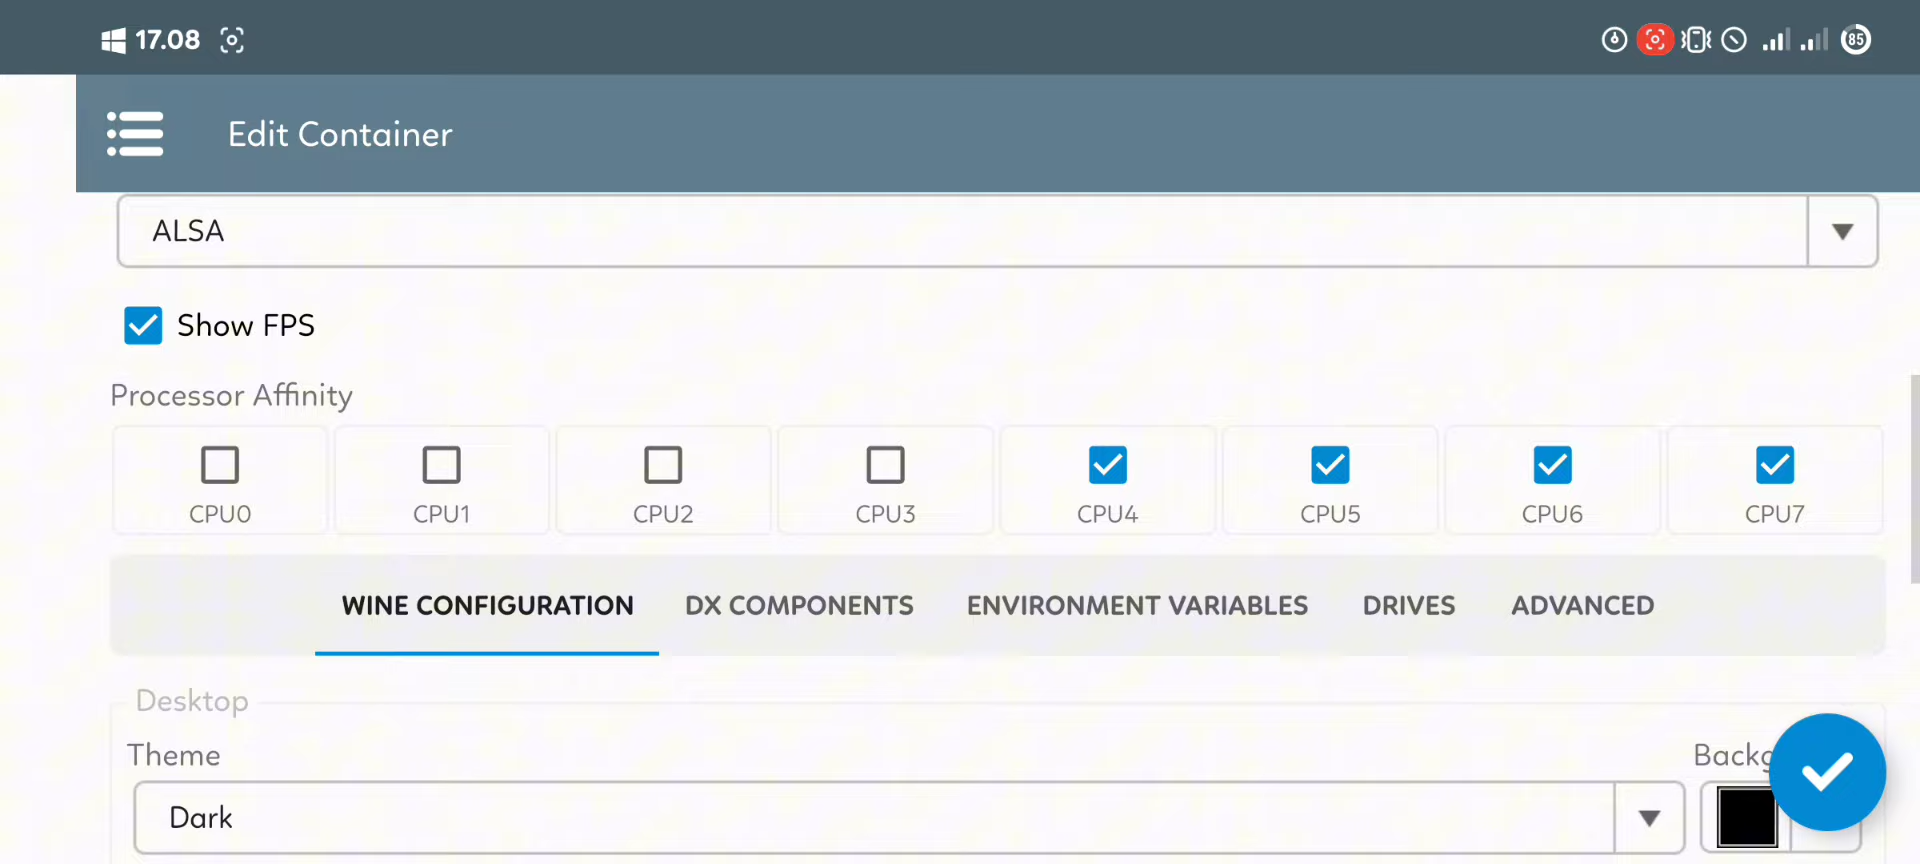 17.08
85
Edit Container
ALSA
Show FPS
Processor Affinity
CPU0 CPU1 CPU2 CPU3 CPU4 CPU5 CPU6 CPU7
WINE CONFIGURATION DX COMPONENTS ENVIRONMENT VARIABLES DRIVES ADVANCED
Desktop
Theme
Dark